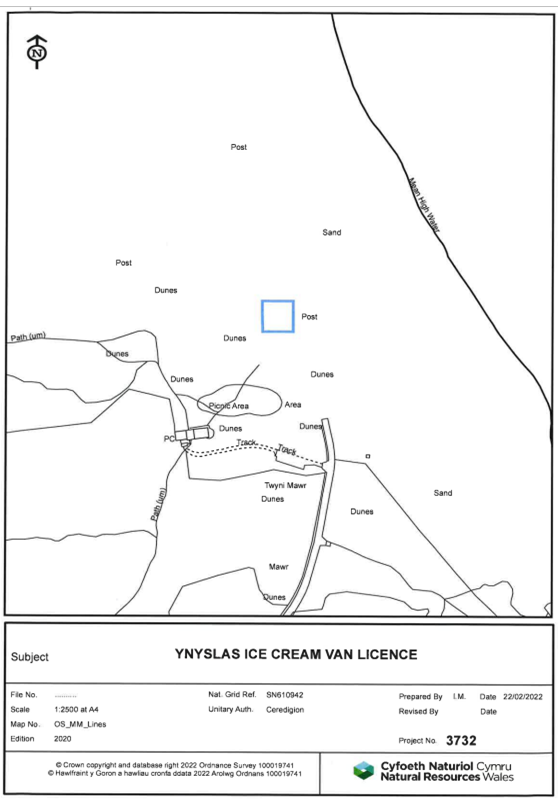 N
Post
Mean High Water
Sand
Post
Dunes
Post
Path (um)
Dunes
Dunes
Dunes
Dunes
Picnic Area
Area
Dunes
Dunes
PC
Track
Track
Twyni Mawr
Path (um)
Dunes
Sand
Dunes
Mawr
Dunes
Subject YNYSLAS ICE CREAM VAN LICENCE
File No. .......... Nat. Grid Ref. SN610942 Prepared By I.M. Date 22/02/2022
Scale 1:2500 at A4 Unitary Auth. Ceredigion Revised By Date
Map No. OS_MM_Lines
Edition 2020 Project No. 3732
© Crown copyright and database right 2022 Ordnance Survey 100019741
© Hawlfraint y Goron a hawliau cronfa ddata 2022 Arolwg Ordnans 100019741
Cyfoeth Naturiol Cymru
Natural Resources Wales